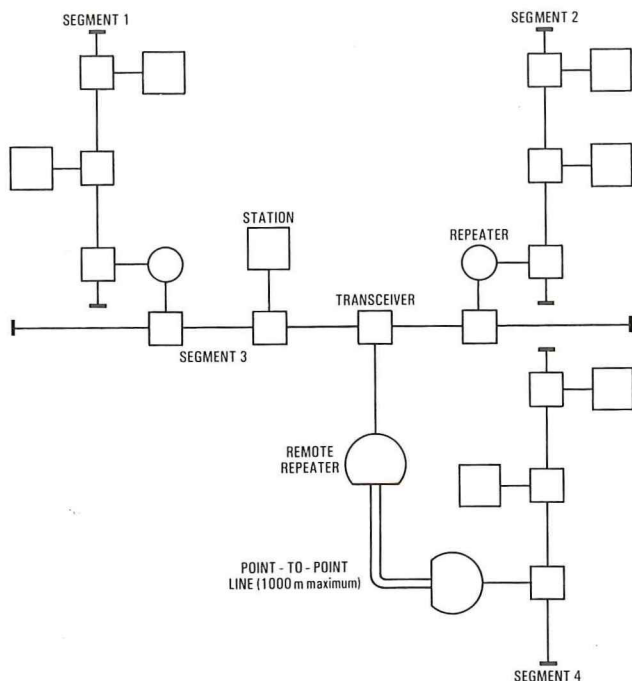 SEGMENT 1
SEGMENT 2
STATION
REPEATER
TRANSCEIVER
SEGMENT 3
REMOTE
REPEATER
POINT - TO - POINT
LINE (1000 m maximum)
SEGMENT 4